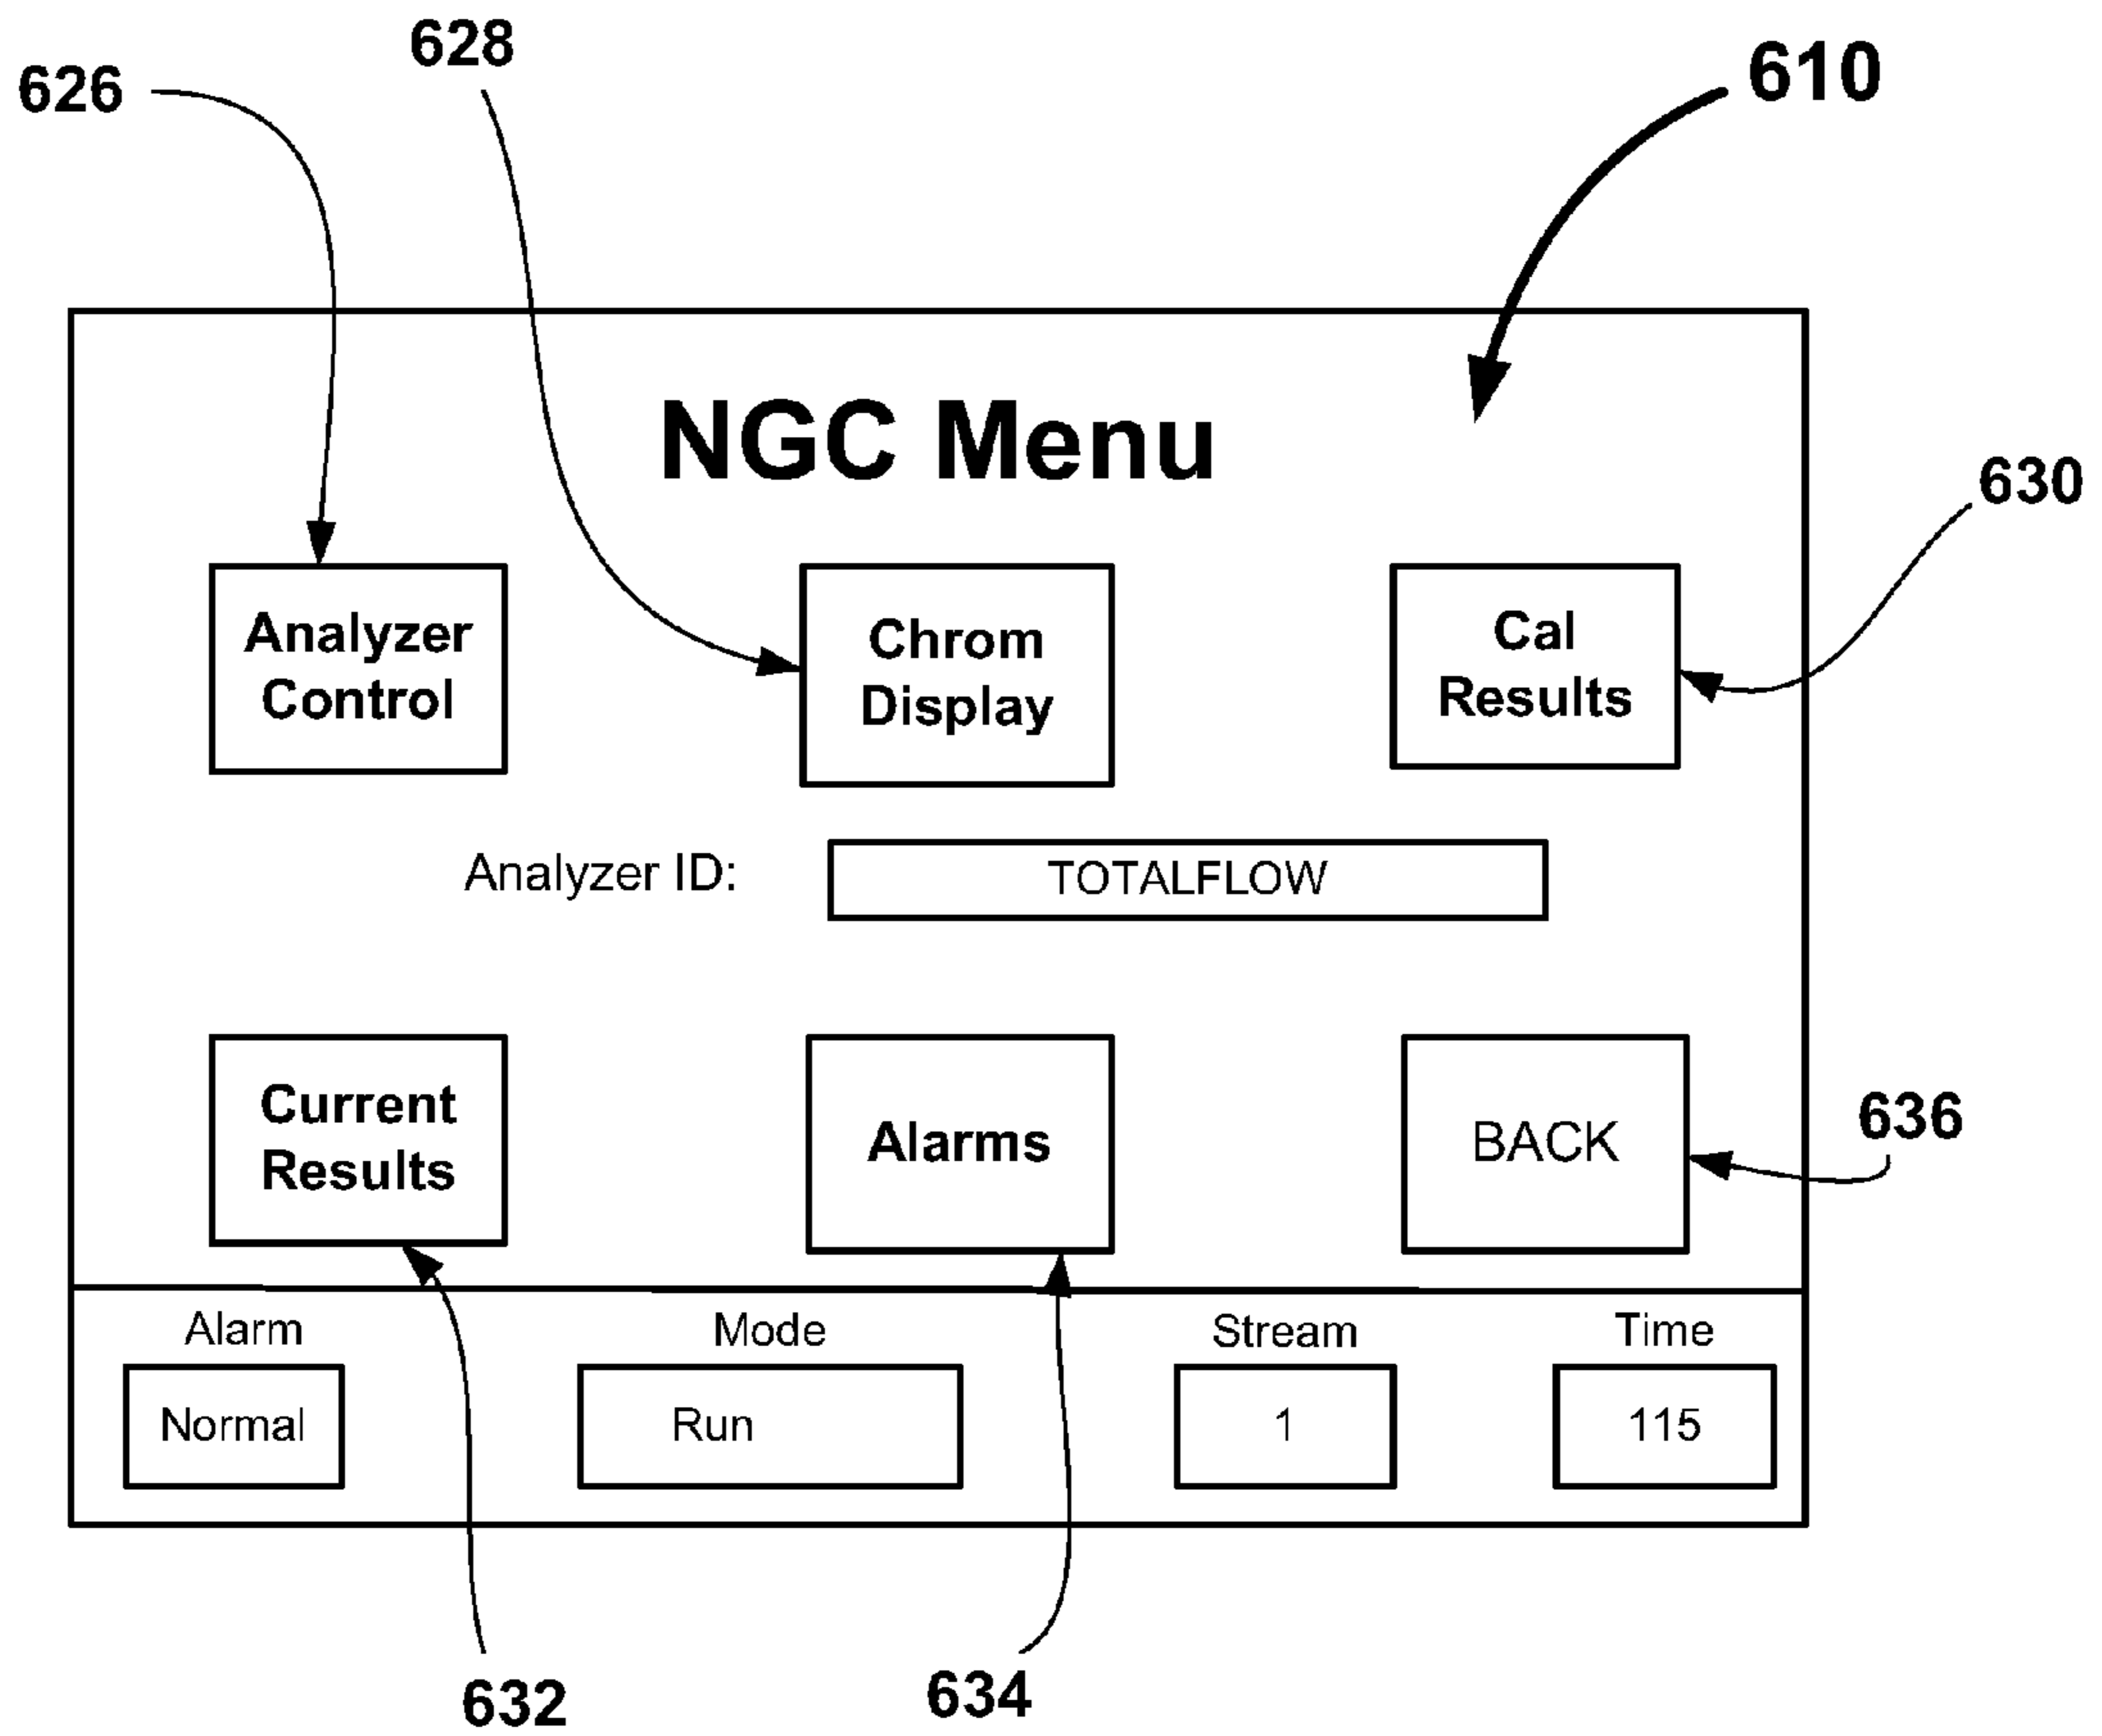 628
610
626
NGC Menu
630
Analyzer
Control
Chrom
Display
Cal
Results
Analyzer ID:
TOTALFLOW
Current
Results
Alarms
BACK
636
Alarm
Mode
Stream
Time
Normal
Run
1
115
632
634